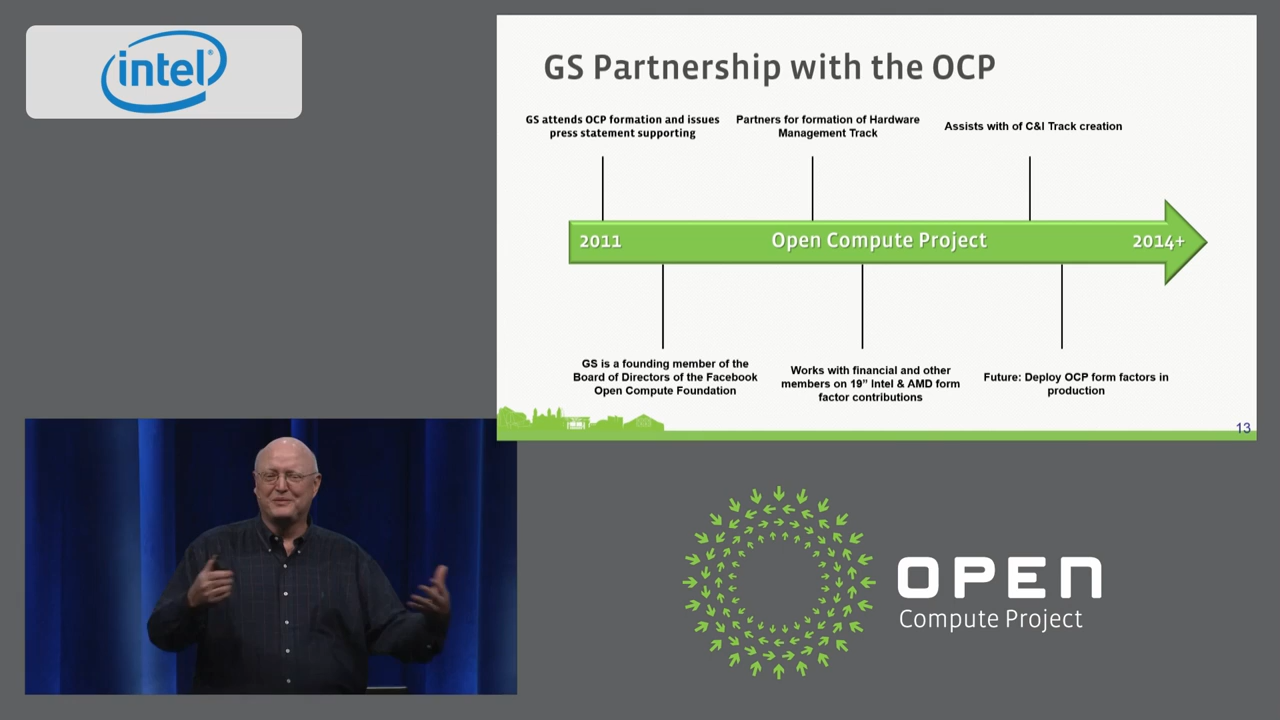 intel®
GS Partnership with the OCP
GS attends OCP formation and issues
press statement supporting
Partners for formation of Hardware
Management Track
Assists with of C&I Track creation
2011
Open Compute Project
2014+
GS is a founding member of the
Board of Directors of the Facebook
Open Compute Foundation
Works with financial and other
members on 19” Intel & AMD form
factor contributions
Future: Deploy OCP form factors in
production
13
OPEN
Compute Project